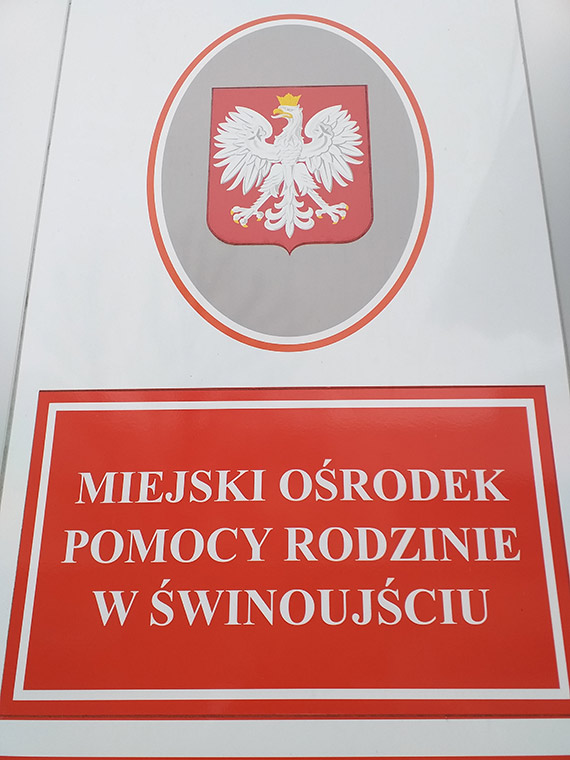 MIEJSKI OŚRODEK
POMOCY RODZINIE
W ŚWINOUJŚCIU